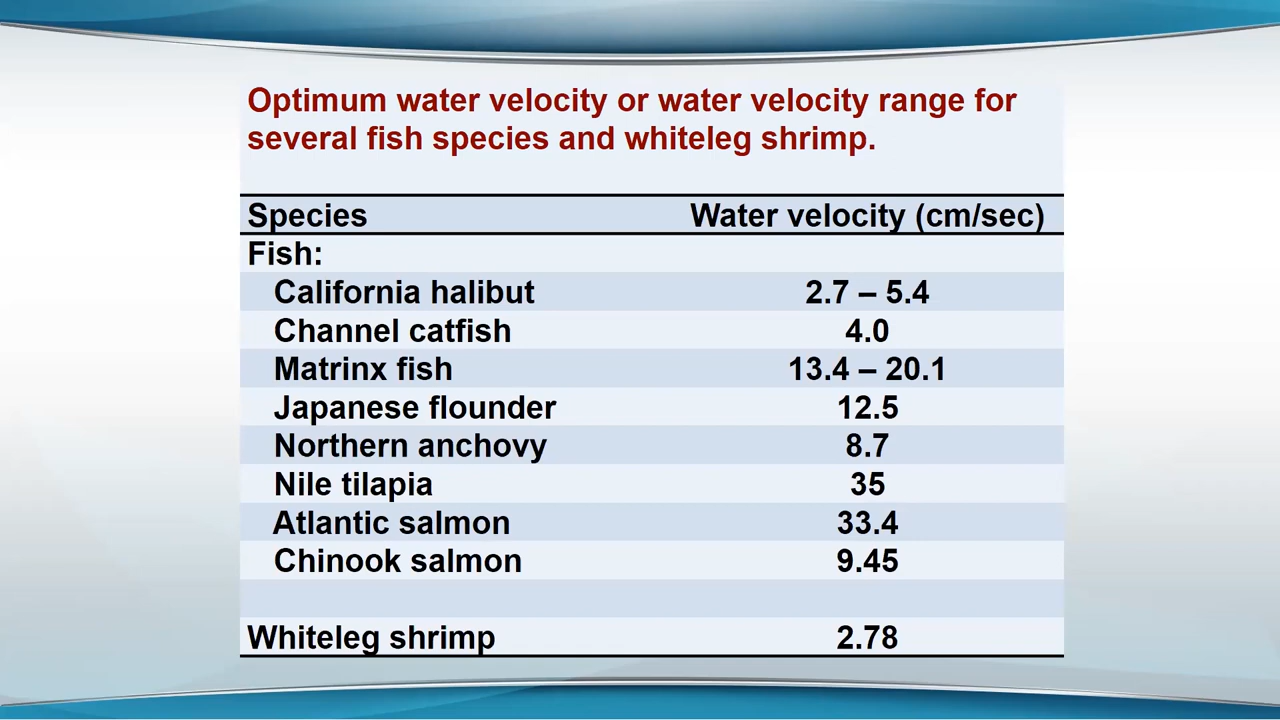 Optimum water velocity or water velocity range for
several fish species and whiteleg shrimp.
Species Water velocity (cm/sec)
Fish:
California halibut 2.7 – 5.4
Channel catfish 4.0
Matrinx fish 13.4 – 20.1
Japanese flounder 12.5
Northern anchovy 8.7
Nile tilapia 35
Atlantic salmon 33.4
Chinook salmon 9.45
Whiteleg shrimp 2.78